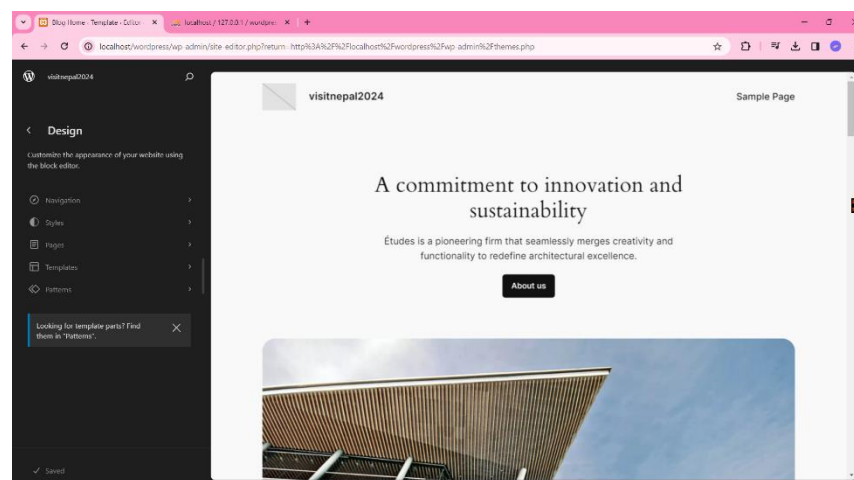 Blog Home · Template · Editor
localhost / 127.0.0.1 / wordpre
localhost/wordpress/wp-admin/site-editor.php?return=http%3A%2F%2Flocalhost%2Fwordpress%2Fwp-admin%2Fthemes.php
visitnepal2024
Design
Customize the appearance of your website using
the block editor.
Navigation
Styles
Pages
Templates
Patterns
Looking for template parts? Find
them in "Patterns".
Saved
visitnepal2024
Sample Page
A commitment to innovation and
sustainability
Études is a pioneering firm that seamlessly merges creativity and
functionality to redefine architectural excellence.
About us